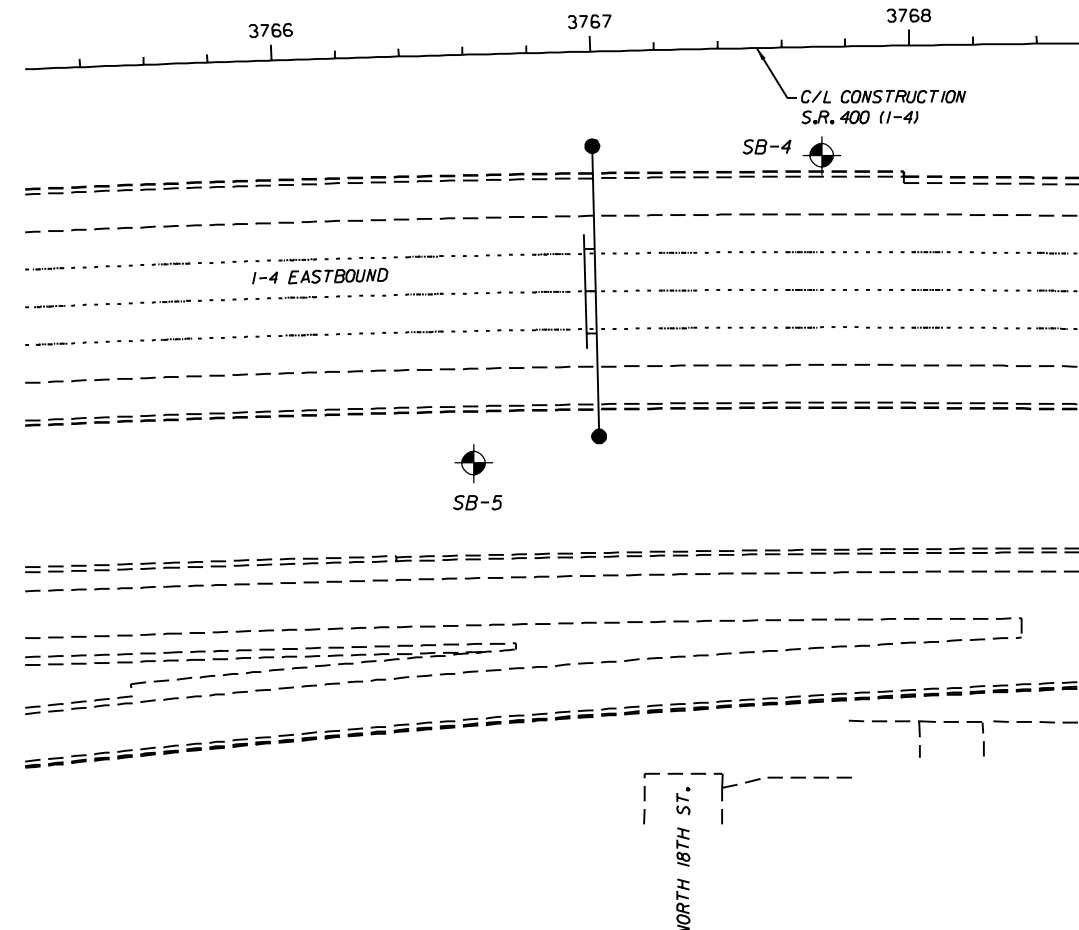 3766
3767
3768
C/L CONSTRUCTION
S.R. 400 (I-4)
SB-4
I-4 EASTBOUND
SB-5
NORTH 18TH ST.